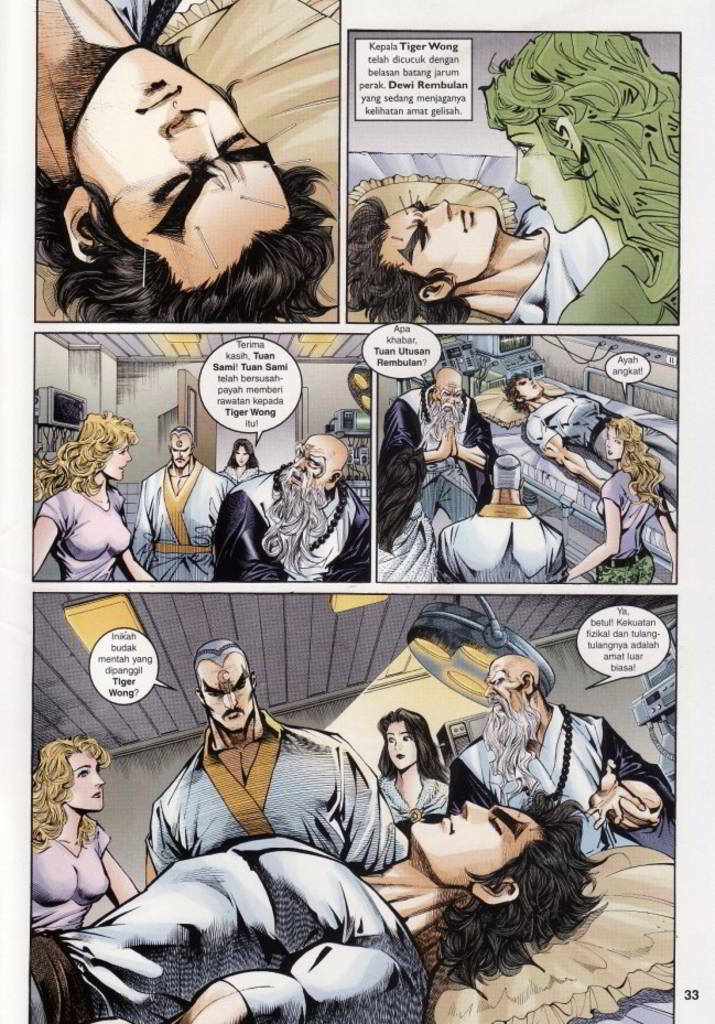 Kepala Tiger Wong
telah dicucuk dengan
belasan batang jarum
perak. Dewi Rembulan
yang sedang menjaganya
kelihatan amat gelisah.
Terima
kasih, Tuan
Sami! Tuan Sami
telah bersusah-
payah memberi
rawatan kepada
Tiger Wong
itu!
Apa
khabar,
Tuan Utusan
Rembulan?
Ayah
angkat!
Inikah
budak
mentah yang
dipanggil
Tiger
Wong?
Ya,
betul! Kekuatan
fizikal dan tulang-
tulangnya adalah
amat luar
biasa!
33